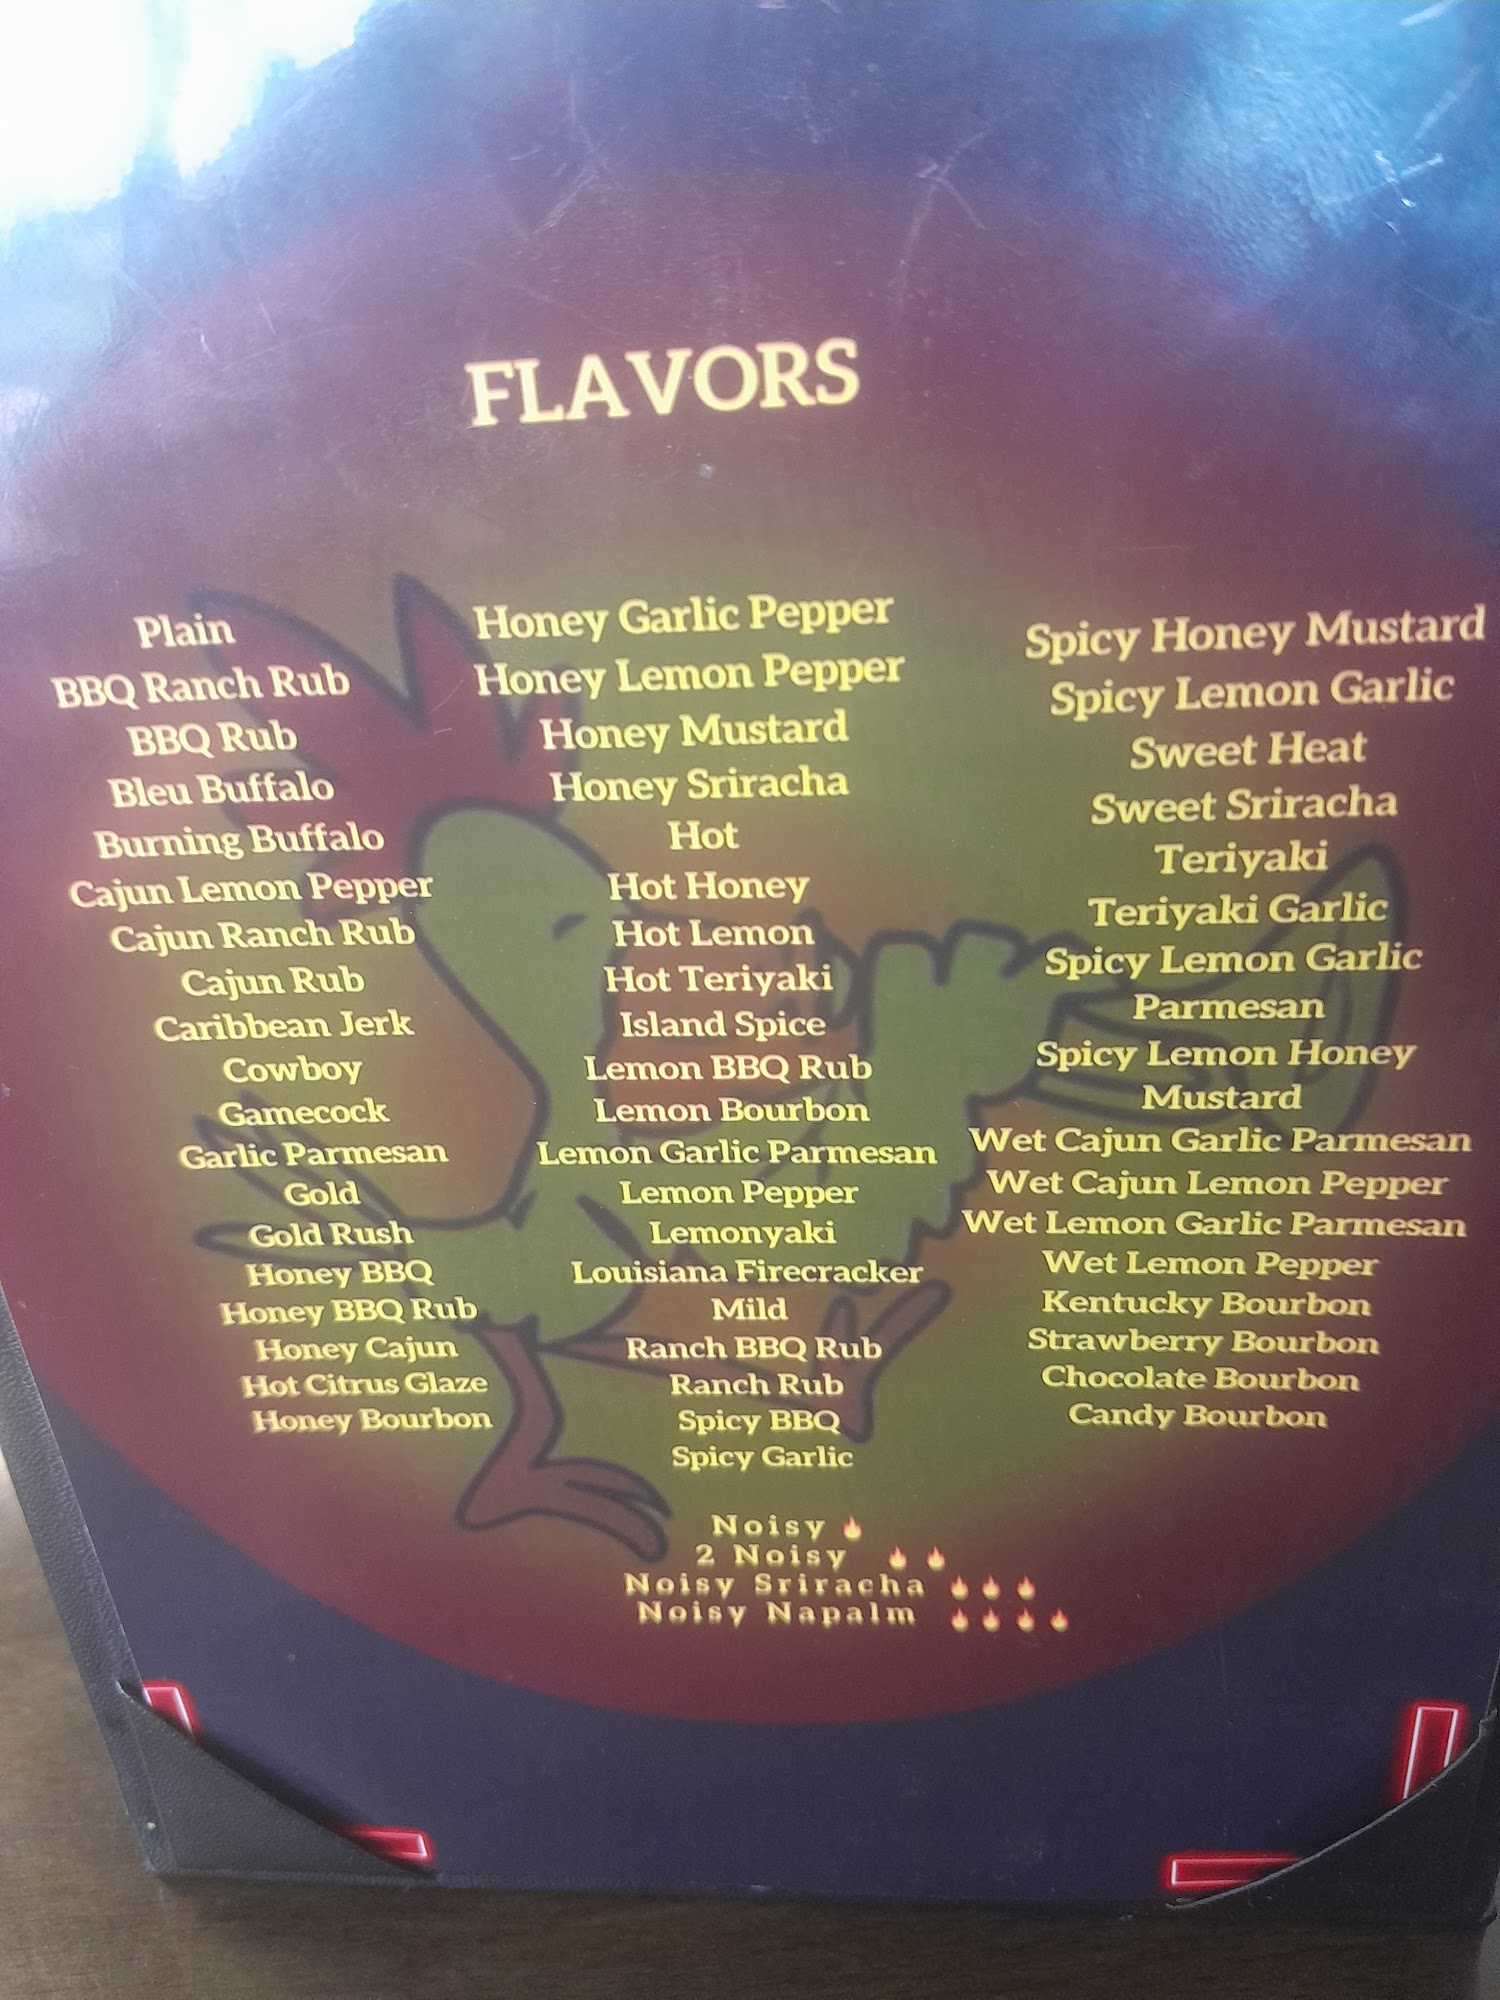 FLAVORS
Plain
BBQ Ranch Rub
BBQ Rub
Bleu Buffalo
Burning Buffalo
Cajun Lemon Pepper
Cajun Ranch Rub
Cajun Rub
Caribbean Jerk
Cowboy
Gamecock
Garlic Parmesan
Gold
Gold Rush
Honey BBQ
Honey BBQ Rub
Honey Cajun
Hot Citrus Glaze
Honey Bourbon
Honey Garlic Pepper
Honey Lemon Pepper
Honey Mustard
Honey Sriracha
Hot
Hot Honey
Hot Lemon
Hot Teriyaki
Island Spice
Lemon BBQ Rub
Lemon Bourbon
Lemon Garlic Parmesan
Lemon Pepper
Lemonyaki
Louisiana Firecracker
Mild
Ranch BBQ Rub
Ranch Rub
Spicy BBQ
Spicy Garlic
Spicy Honey Mustard
Spicy Lemon Garlic
Sweet Heat
Sweet Sriracha
Teriyaki
Teriyaki Garlic
Spicy Lemon Garlic
Parmesan
Spicy Lemon Honey
Mustard
Wet Cajun Garlic Parmesan
Wet Cajun Lemon Pepper
Wet Lemon Garlic Parmesan
Wet Lemon Pepper
Kentucky Bourbon
Strawberry Bourbon
Chocolate Bourbon
Candy Bourbon
Noisy 🔥
2 Noisy 🔥 🔥
Noisy Sriracha 🔥 🔥 🔥
Noisy Napalm 🔥 🔥 🔥 🔥